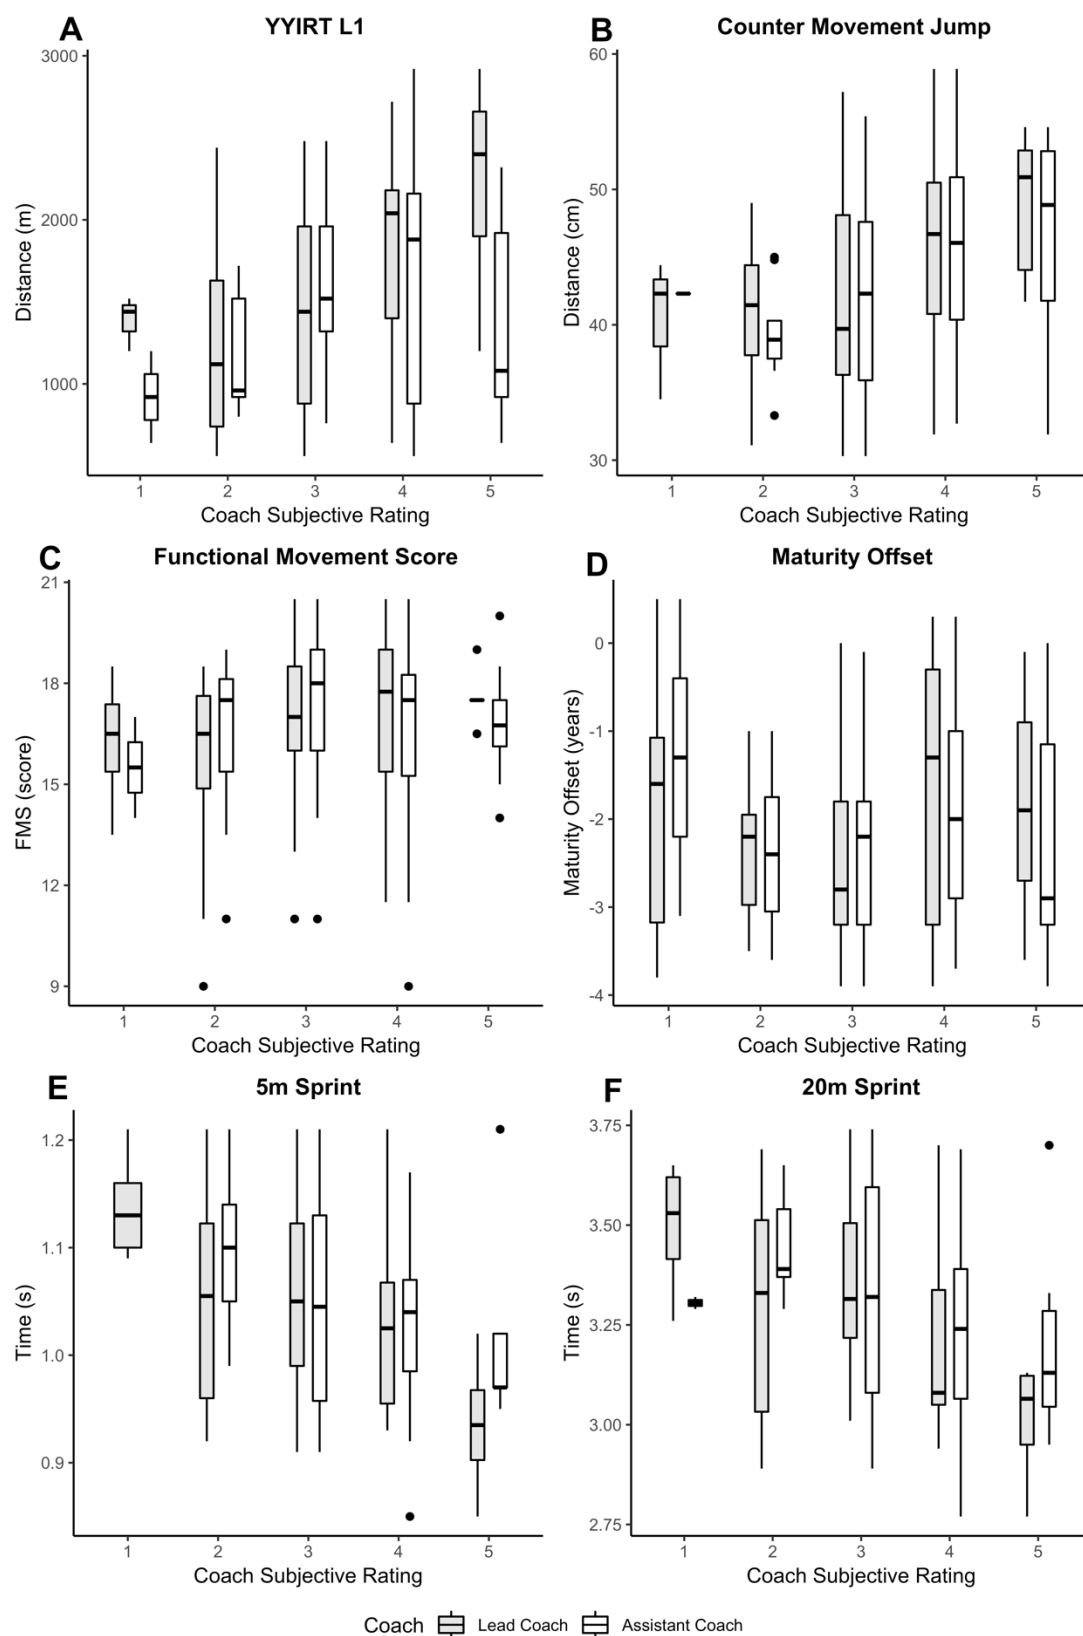 A
YYIRT L1
3000
2000
1000
Distance (m)
1 2 3 4 5
Coach Subjective Rating
B
Counter Movement Jump
60
50
40
30
Distance (cm)
1 2 3 4 5
Coach Subjective Rating
C
Functional Movement Score
21
18
15
12
9
FMS (score)
1 2 3 4 5
Coach Subjective Rating
D
Maturity Offset
0
-1
-2
-3
-4
Maturity Offset (years)
1 2 3 4 5
Coach Subjective Rating
E
5m Sprint
1.2
1.1
1.0
0.9
Time (s)
1 2 3 4 5
Coach Subjective Rating
F
20m Sprint
3.75
3.50
3.25
3.00
2.75
Time (s)
1 2 3 4 5
Coach Subjective Rating
Coach Lead Coach Assistant Coach